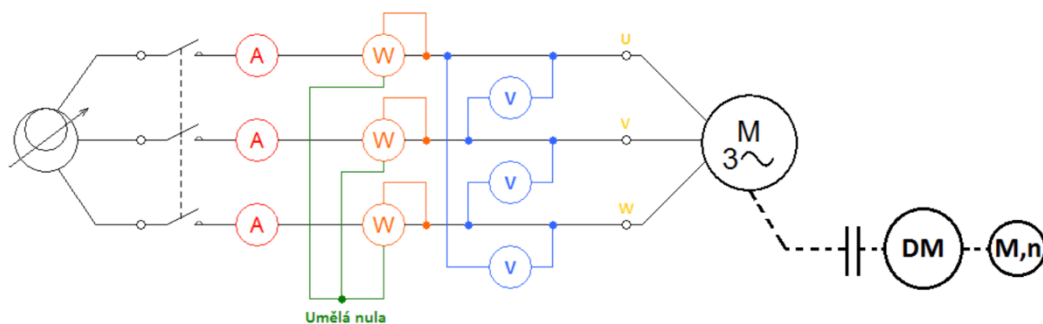 A W U
V
A W V M
3
V
A W W
DM M,n
V
Umělá nula